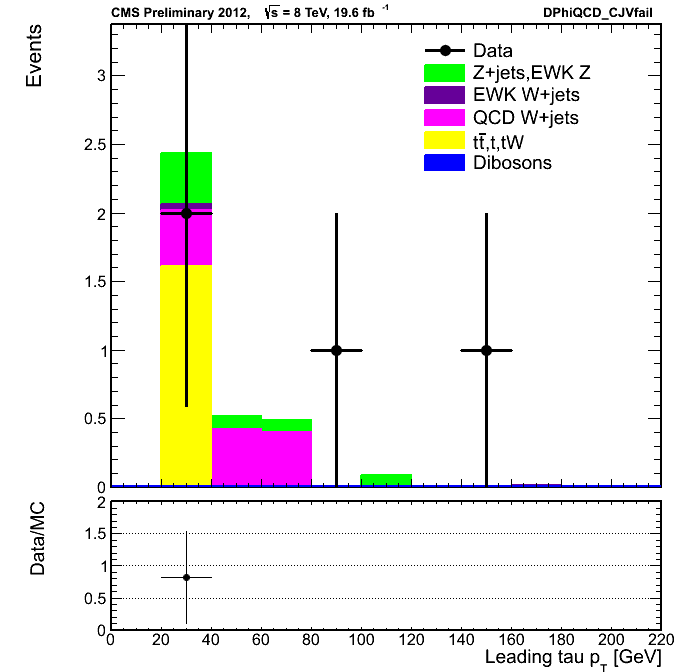 CMS Preliminary 2012, √s = 8 TeV, 19.6 fb⁻¹ DPhiQCD_CJVfail
Events
Data
Z+jets,EWK Z
EWK W+jets
QCD W+jets
tt̅,t,tW
Dibosons
3
2.5
2
1.5
1
0.5
0
Data/MC
2
1.5
1
0.5
0
0 20 40 60 80 100 120 140 160 180 200 220
Leading tau p_T [GeV]